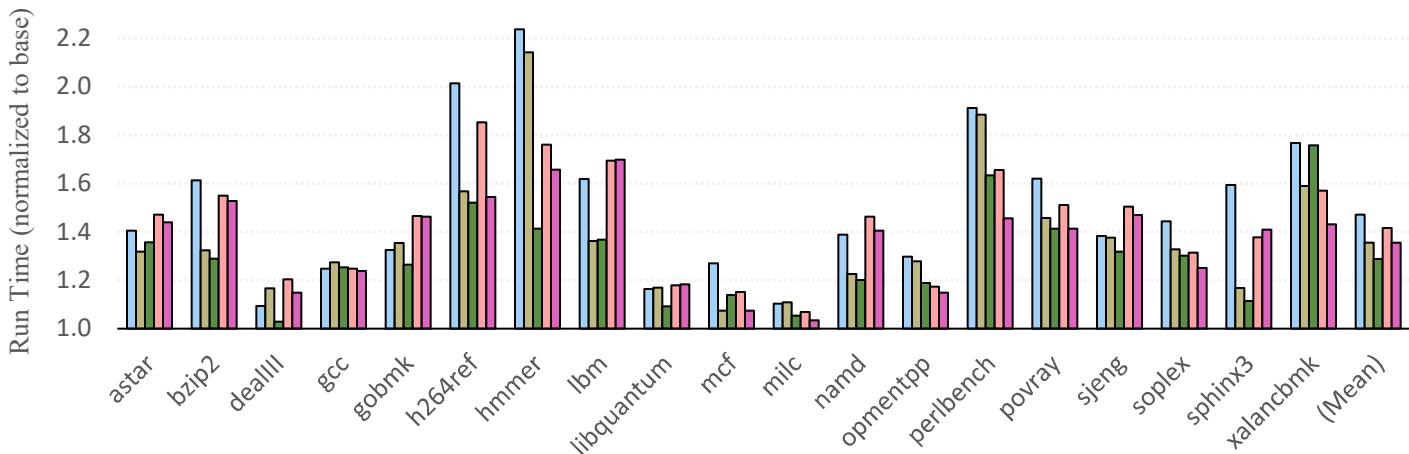 Run Time (normalized to base)
2.2
2.0
1.8
1.6
1.4
1.2
1.0
astar
bzip2
dealIII
gcc
gobmk
h264ref
hmmer
lbm
libquantum
mcf
milc
namd
opmentpp
perlbench
povray
sjeng
soplex
sphinx3
xalancbmk
(Mean)